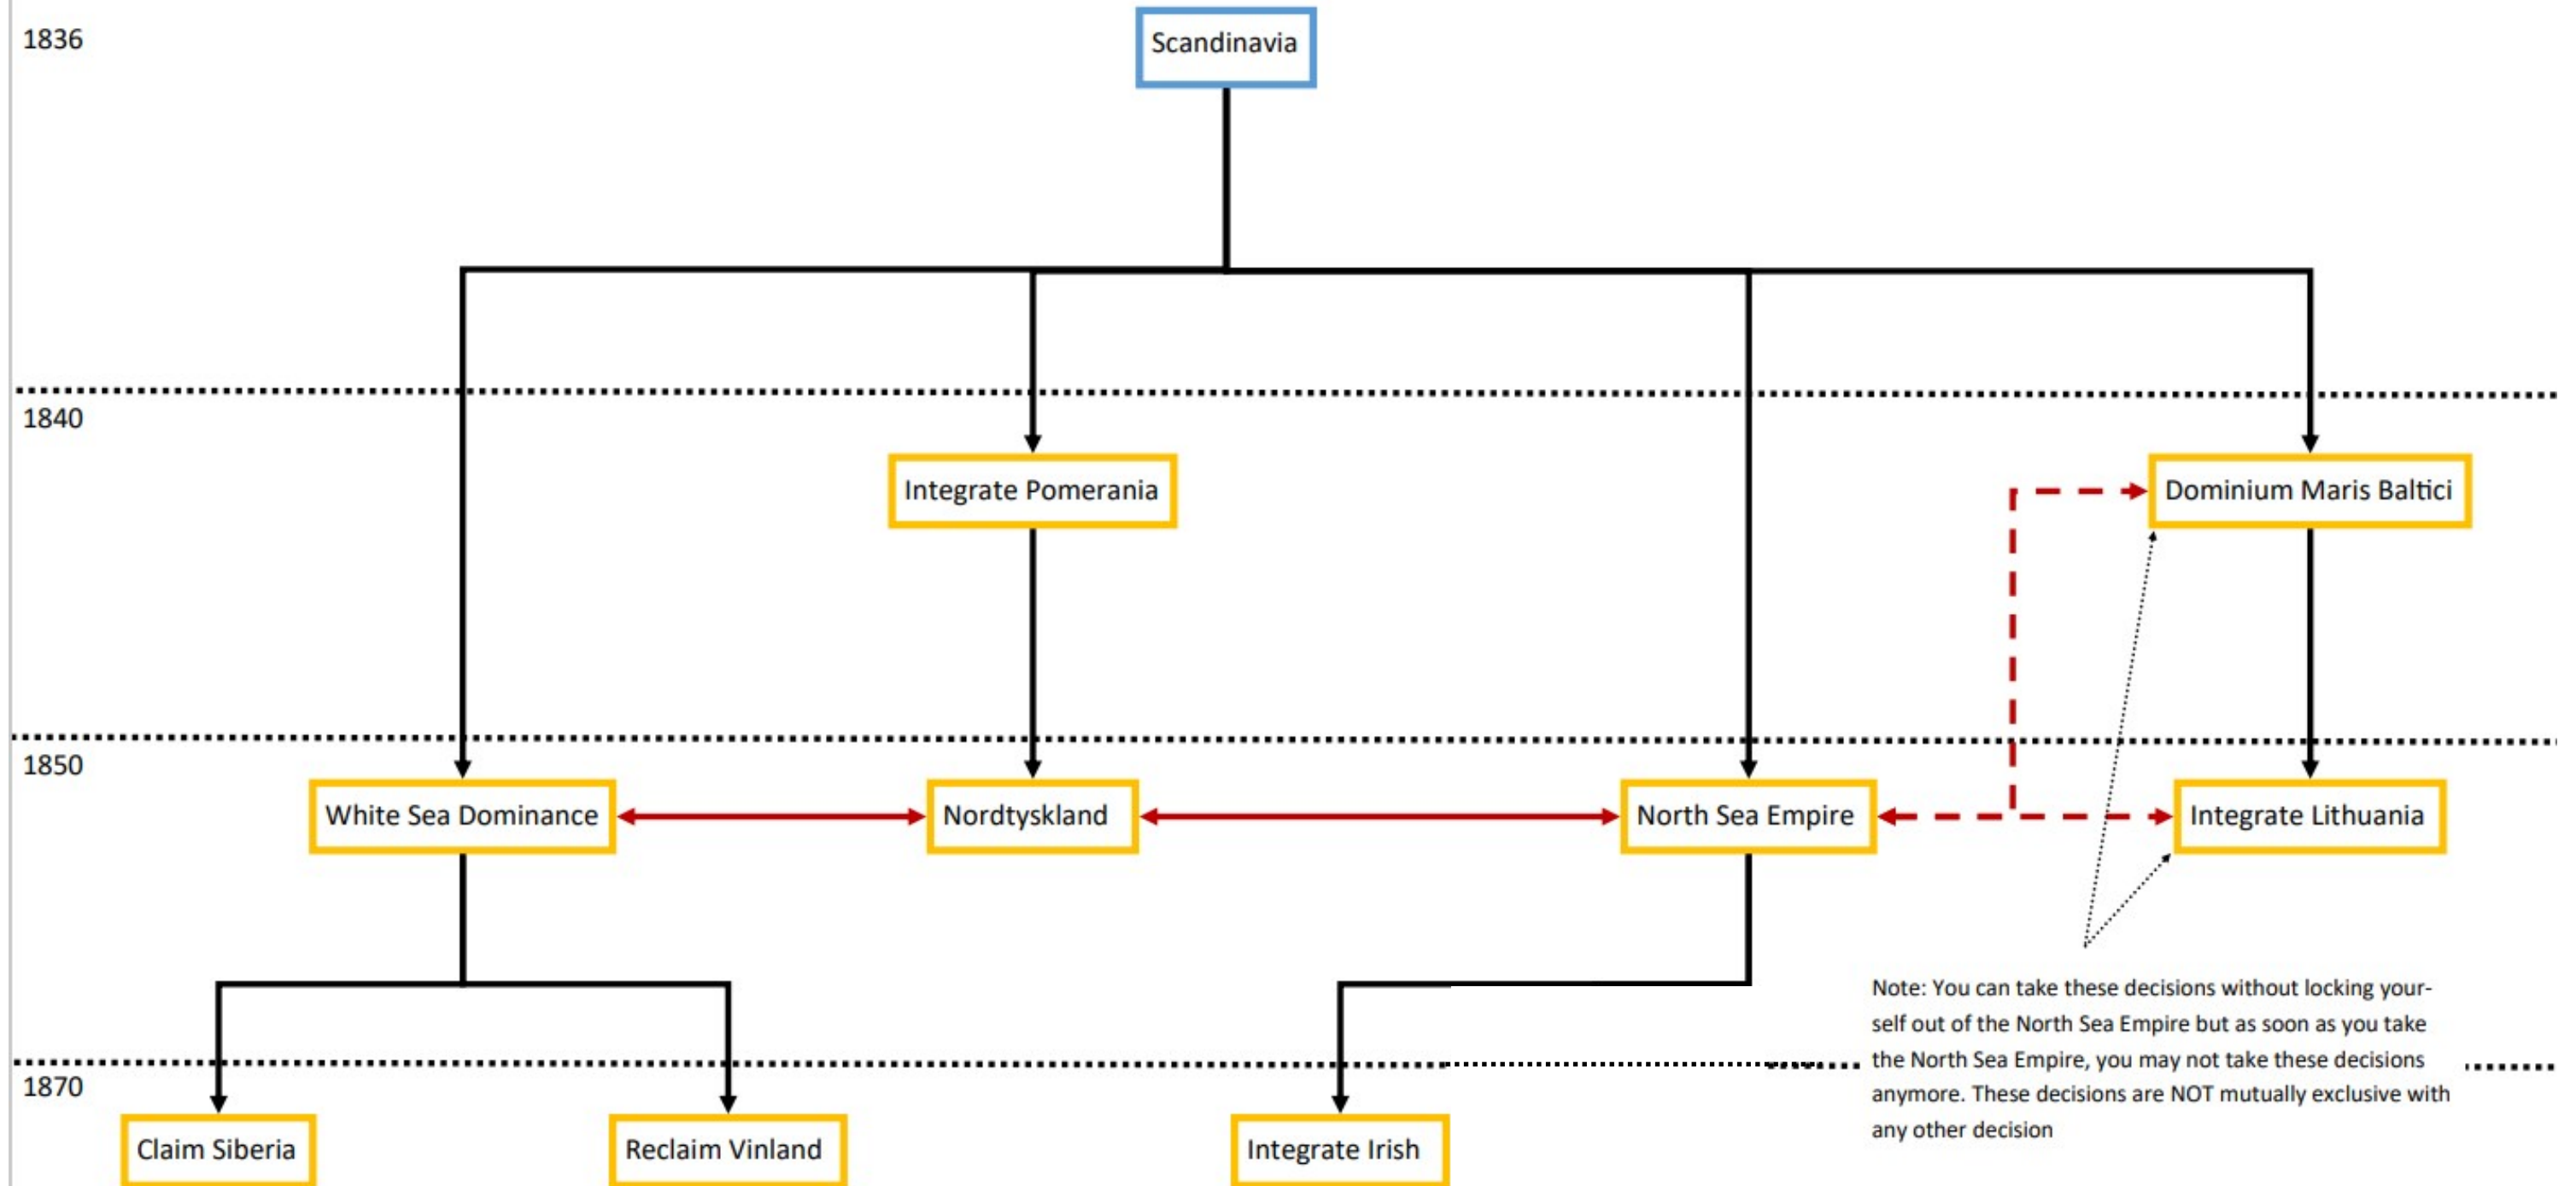 1836
Scandinavia
1840
Integrate Pomerania
Dominium Maris Baltici
1850
White Sea Dominance
Nordtyskland
North Sea Empire
Integrate Lithuania
Note: You can take these decisions without locking your-
self out of the North Sea Empire but as soon as you take
the North Sea Empire, you may not take these decisions
anymore. These decisions are NOT mutually exclusive with
any other decision
1870
Claim Siberia
Reclaim Vinland
Integrate Irish